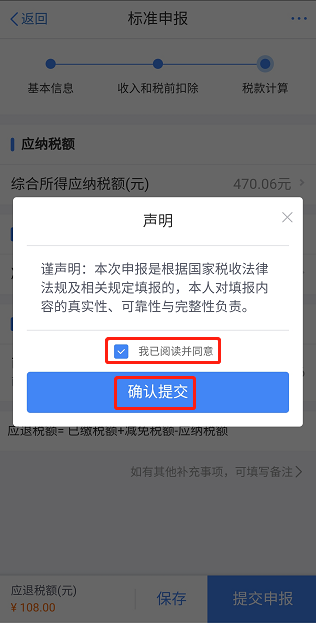 返回
标准申报
基本信息
收入和税前扣除
税款计算
应纳税额
综合所得应纳税额(元)
470.06元
声明
谨声明：本次申报是根据国家税收法律
法规及相关规定填报的，本人对填报内
容的真实性、可靠性与完整性负责。
我已阅读并同意
确认提交
应退税额= 已缴税额+减免税额-应纳税额
如有其他补充事项，可填写备注
应退税额(元)
¥ 108.00
保存
提交申报